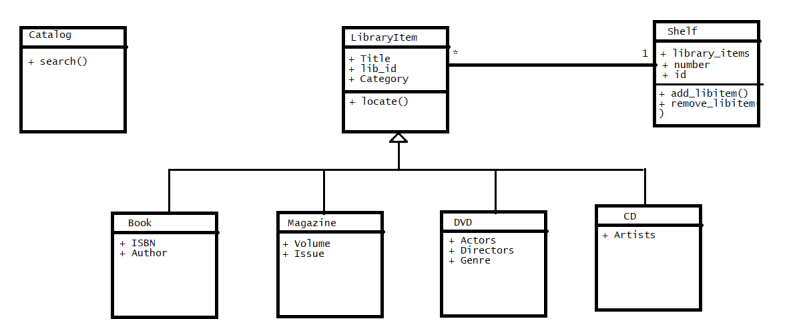 Catalog
+ search()
LibraryItem
+ Title
+ lib_id
+ Category
+ locate()
*
1
Shelf
+ library_items
+ number
+ id
+ add_libitem()
+ remove_libitem(
)
Book
+ ISBN
+ Author
Magazine
+ Volume
+ Issue
DVD
+ Actors
+ Directors
+ Genre
CD
+ Artists